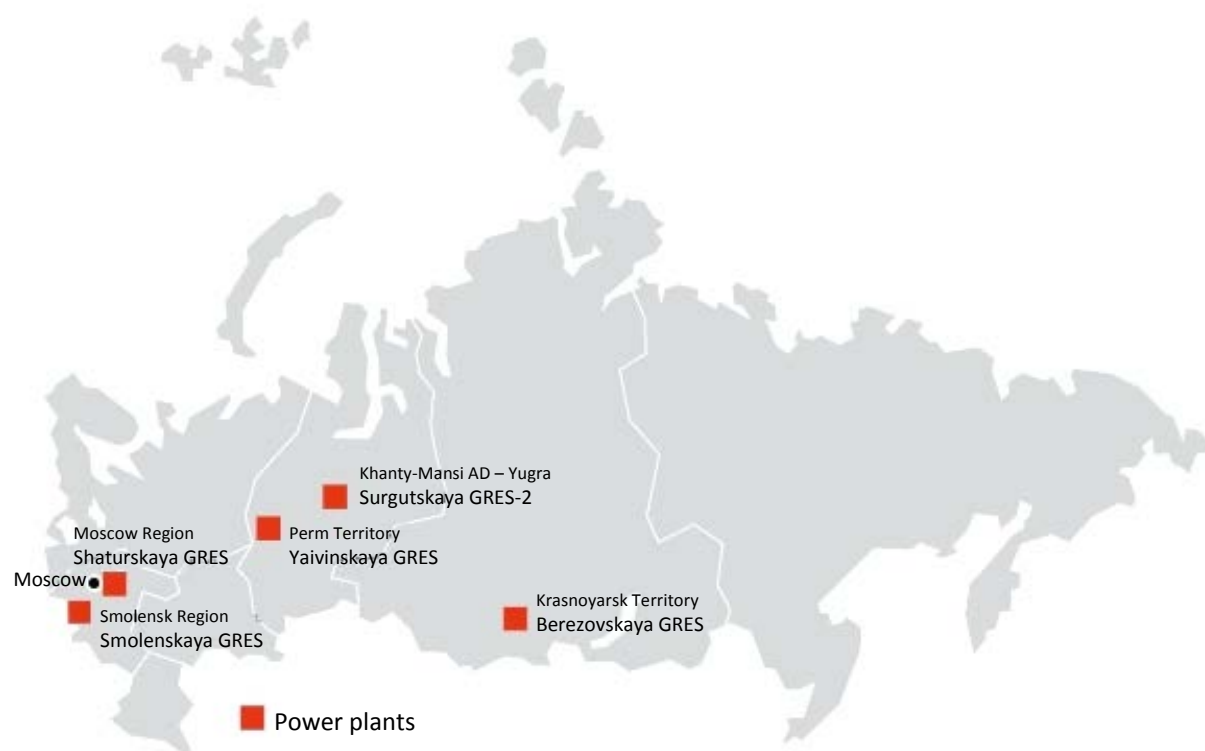 Khanty-Mansi AD – Yugra
Surgutskaya GRES-2
Moscow Region
Shaturskaya GRES
Perm Territory
Yaivinskaya GRES
Moscow
Smolensk Region
Smolenskaya GRES
Krasnoyarsk Territory
Berezovskaya GRES
Power plants